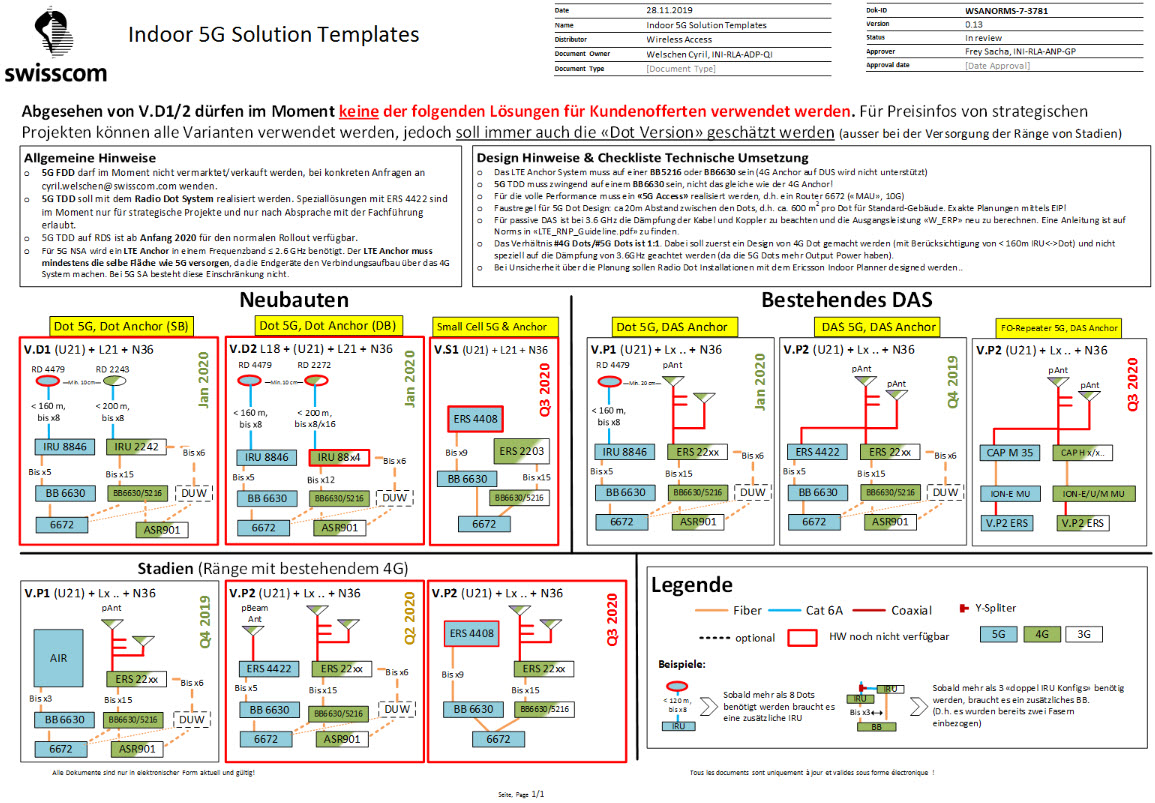 swisscom
Indoor 5G Solution Templates
Date 28.11.2019
Name Indoor 5G Solution Templates
Distributor Wireless Access
Document Owner Welschen Cyril, INI-RLA-ADP-QI
Document Type [Document Type]
Dok-ID WSANORMS-7-3781
Version D.13
Status In review
Approver Frey Sacha, INI-RLA-ANP-GP
Approval date [Date Approval]
Abgesehen von V.D1/2 dürfen im Moment keine der folgenden Lösungen für Kundenofferten verwendet werden. Für Preisinfos von strategischen
Projekten können alle Varianten verwendet werden, jedoch soll immer auch die «Dot Version» geschätzt werden (ausser bei der Versorgung der Ränge von Stadien)
Allgemeine Hinweise
o 5G FDD darf im Moment nicht vermarktet/verkauft werden, bei konkreten Anfragen an
cyril.welschen@swisscom.com wenden.
o 5G TDD soll mit dem Radio Dot System realisiert werden. Speziallösungen mit ERS 4422 sind
im Moment nur für strategische Projekte und nur nach Absprache mit der Fachführung
erlaubt.
o 5G TDD auf RDS ist ab Anfang 2020 für den normalen Rollout verfügbar.
o Für 5G NSA wird ein LTE Anchor in einem Frequenzband ≤ 2.6 GHz benötigt. Der LTE Anchor muss
mindestens die selbe Fläche wie 5G versorgen, da die Endgeräte den Verbindungsaufbau über das 4G
System machen. Bei 5G SA besteht diese Einschränkung nicht.
Design Hinweise & Checkliste Technische Umsetzung
o Das LTE Anchor System muss auf einer BB5216 oder BB6630 sein (4G Anchor auf DUS wird nicht unterstützt)
o 5G TDD muss zwingend auf einem BB6630 sein, nicht das gleiche wie der 4G Anchor!
o Für die volle Performance muss ein «5G Access» realisiert werden, d.h. ein Router 6672 («MAU», 10G)
o Faustregel für 5G Dot Design: ca 20m Abstand zwischen den Dots, d.h. ca. 600 m² pro Dot für Standard-Gebäude. Exakte Planungen mittels EIP!
o Für passive DAS ist bei 3.6 GHz die Dämpfung der Kabel und Koppler zu beachten und die Ausgangsleistung «W_ERP» neu zu berechnen. Eine Anleitung ist auf
Norms in «LTE_RNP_Guideline.pdf» zu finden.
o Das Verhältnis #4G Dots/#5G Dots ist 1:1. Dabei soll zuerst ein Design von 4G Dot gemacht werden (mit Berücksichtigung von < 160m IRU<->Dot) und nicht
speziell auf die Dämpfung von 3.6GHz geachtet werden (da die 5G Dots mehr Output Power haben).
o Bei Unsicherheit über die Planung sollen Radio Dot Installationen mit dem Ericsson Indoor Planner designed werden..
Neubauten
Bestehendes DAS
Dot 5G, Dot Anchor (SB)
V.D1 (U21) + L21 + N36
Jan 2020
RD 4479 RD 2243
Min. 10 cm
< 160 m,
bis x8
< 200 m,
bis x8
IRU 8846 IRU 2242
Bis x6
Bis x5 Bis x15
BB 6630 BB6630/5216 DUW
6672 ASR901
Dot 5G, Dot Anchor (DB)
V.D2 L18 + (U21) + L21 + N36
Jan 2020
RD 4479 RD 2272
Min. 10 cm
< 160 m,
bis x8
< 200 m,
bis x8/x16
IRU 8846 IRU 88x4
Bis x6
Bis x5 Bis x12
BB 6630 BB6630/5216 DUW
6672 ASR901
Small Cell 5G & Anchor
V.S1 (U21) + L21 + N36
Q3 2020
ERS 4408
Bis x9
ERS 2203
BB 6630
Bis x15
BB6630/5216
6672
Dot 5G, DAS Anchor
V.P1 (U21) + Lx .. + N36
Jan 2020
RD 4479 pAnt
Min. 20 cm
pAnt
< 160 m,
bis x8
IRU 8846 ERS 22xx
Bis x6
Bis x5 Bis x15
BB 6630 BB6630/5216 DUW
6672 ASR901
DAS 5G, DAS Anchor
V.P2 (U21) + Lx .. + N36
Q4 2019
pAnt
pAnt
ERS 4422 ERS 22xx
Bis x6
Bis x5 Bis x15
BB 6630 BB6630/5216 DUW
6672 ASR901
FO-Repeater 5G, DAS Anchor
V.P2 (U21) + Lx .. + N36
Q3 2020
pAnt
pAnt
CAP M 35 CAP H x/x..
ION-E MU ION-E/U/M MU
V.P2 ERS V.P2 ERS
Stadien (Ränge mit bestehendem 4G)
V.P1 (U21) + Lx .. + N36
Q4 2019
pAnt
AIR
ERS 22xx
Bis x6
Bis x3 Bis x15
BB 6630 BB6630/5216 DUW
6672 ASR901
V.P2 (U21) + Lx .. + N36
Q2 2020
pBeam
Ant
ERS 4422 ERS 22xx
Bis x6
Bis x5 Bis x15
BB 6630 BB6630/5216 DUW
6672 ASR901
V.P2 (U21) + Lx .. + N36
Q3 2020
ERS 4408
ERS 22xx
Bis x9 Bis x15
BB 6630 BB6630/5216
6672
Legende
Fiber Cat 6A Coaxial Y-Spliter
optional HW noch nicht verfügbar 5G 4G 3G
Beispiele:
< 120 m,
bis x8
IRU
Sobald mehr als 8 Dots
benötigt werden braucht es
eine zusätzliche IRU
IRU
IRU
Bis x3
BB
Sobald mehr als 3 «doppel IRU Konfigs» benötig
werden, braucht es ein zusätzliches BB.
(D.h. es wurden bereits zwei Fasern
einbezogen)
Alle Dokumente sind nur in elektronischer Form aktuell und gültig!
Tous les documents sont uniquement à jour et valides sous forme électronique !
Seite, Page 1/1